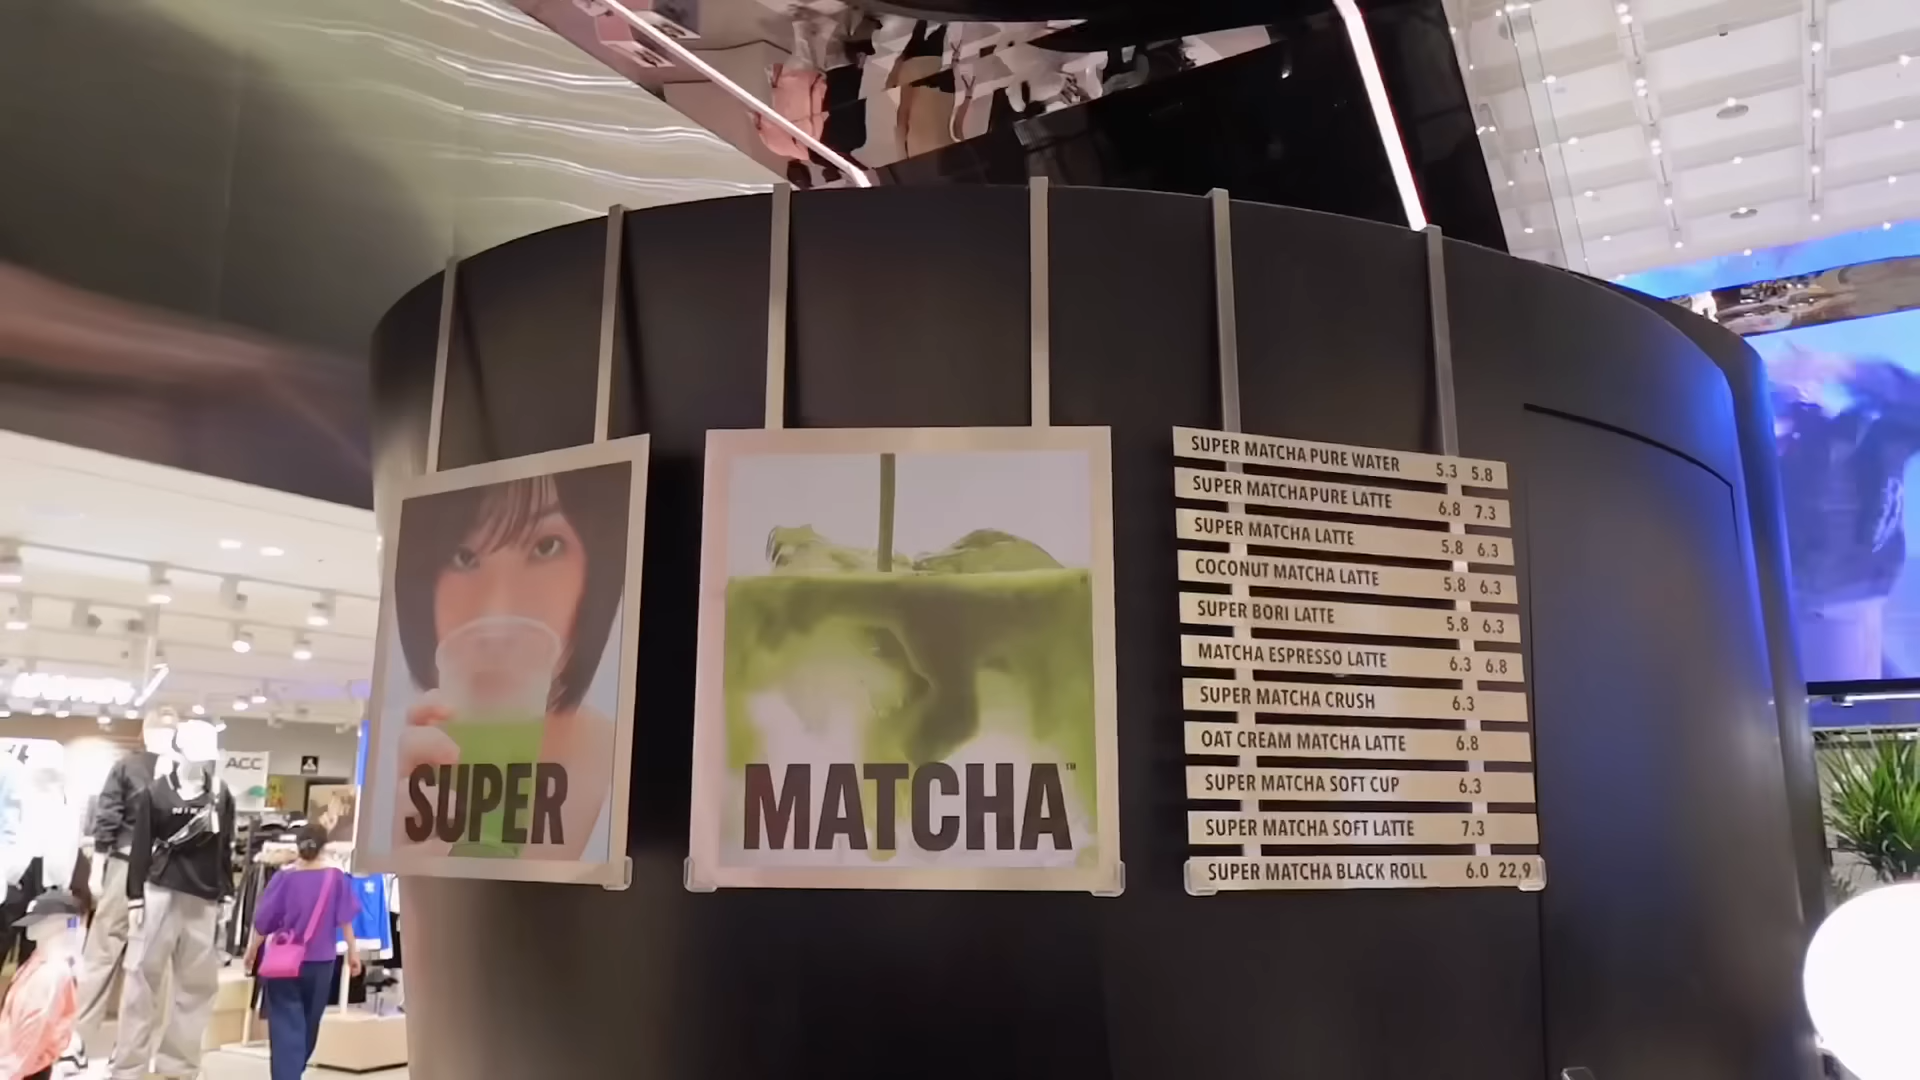 SUPER
MATCHA™
SUPER MATCHA PURE WATER 5.3 5.8
SUPER MATCHA PURE LATTE 6.8 7.3
SUPER MATCHA LATTE 5.8 6.3
COCONUT MATCHA LATTE 5.8 6.3
SUPER BORI LATTE 5.8 6.3
MATCHA ESPRESSO LATTE 6.3 6.8
SUPER MATCHA CRUSH 6.3
OAT CREAM MATCHA LATTE 6.8
SUPER MATCHA SOFT CUP 6.3
SUPER MATCHA SOFT LATTE 7.3
SUPER MATCHA BLACK ROLL 6.0 22.9
ACC